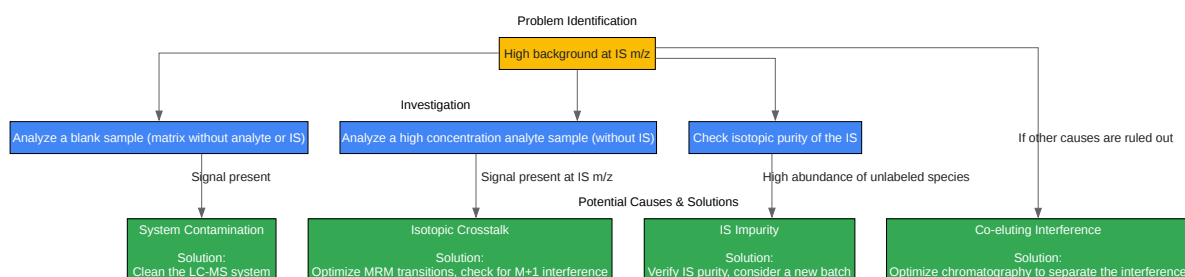 Problem Identification
High background at IS m/z
Investigation
Analyze a blank sample (matrix without analyte or IS)
Analyze a high concentration analyte sample (without IS)
Check isotopic purity of the IS
If other causes are ruled out
Signal present
Signal present at IS m/z
High abundance of unlabeled species
Potential Causes & Solutions
System Contamination
Solution:
Clean the LC-MS system
Isotopic Crosstalk
Solution:
Optimize MRM transitions, check for M+1 interference
IS Impurity
Solution:
Verify IS purity, consider a new batch
Co-eluting Interference
Solution:
Optimize chromatography to separate the interference